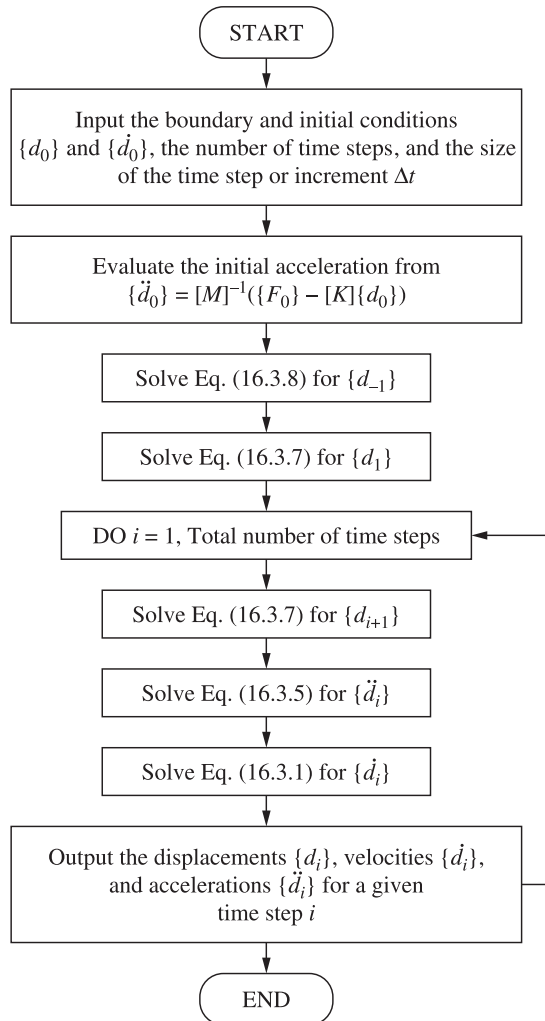 START
Input the boundary and initial conditions
{d₀} and {ḋ₀}, the number of time steps, and the size
of the time step or increment Δt
Evaluate the initial acceleration from
{d̈₀} = [M]⁻¹({F₀} − [K]{d₀})
Solve Eq. (16.3.8) for {d₋₁}
Solve Eq. (16.3.7) for {d₁}
DO i = 1, Total number of time steps
Solve Eq. (16.3.7) for {dᵢ₊₁}
Solve Eq. (16.3.5) for {d̈ᵢ}
Solve Eq. (16.3.1) for {ḋᵢ}
Output the displacements {dᵢ}, velocities {ḋᵢ},
and accelerations {d̈ᵢ} for a given
time step i
END